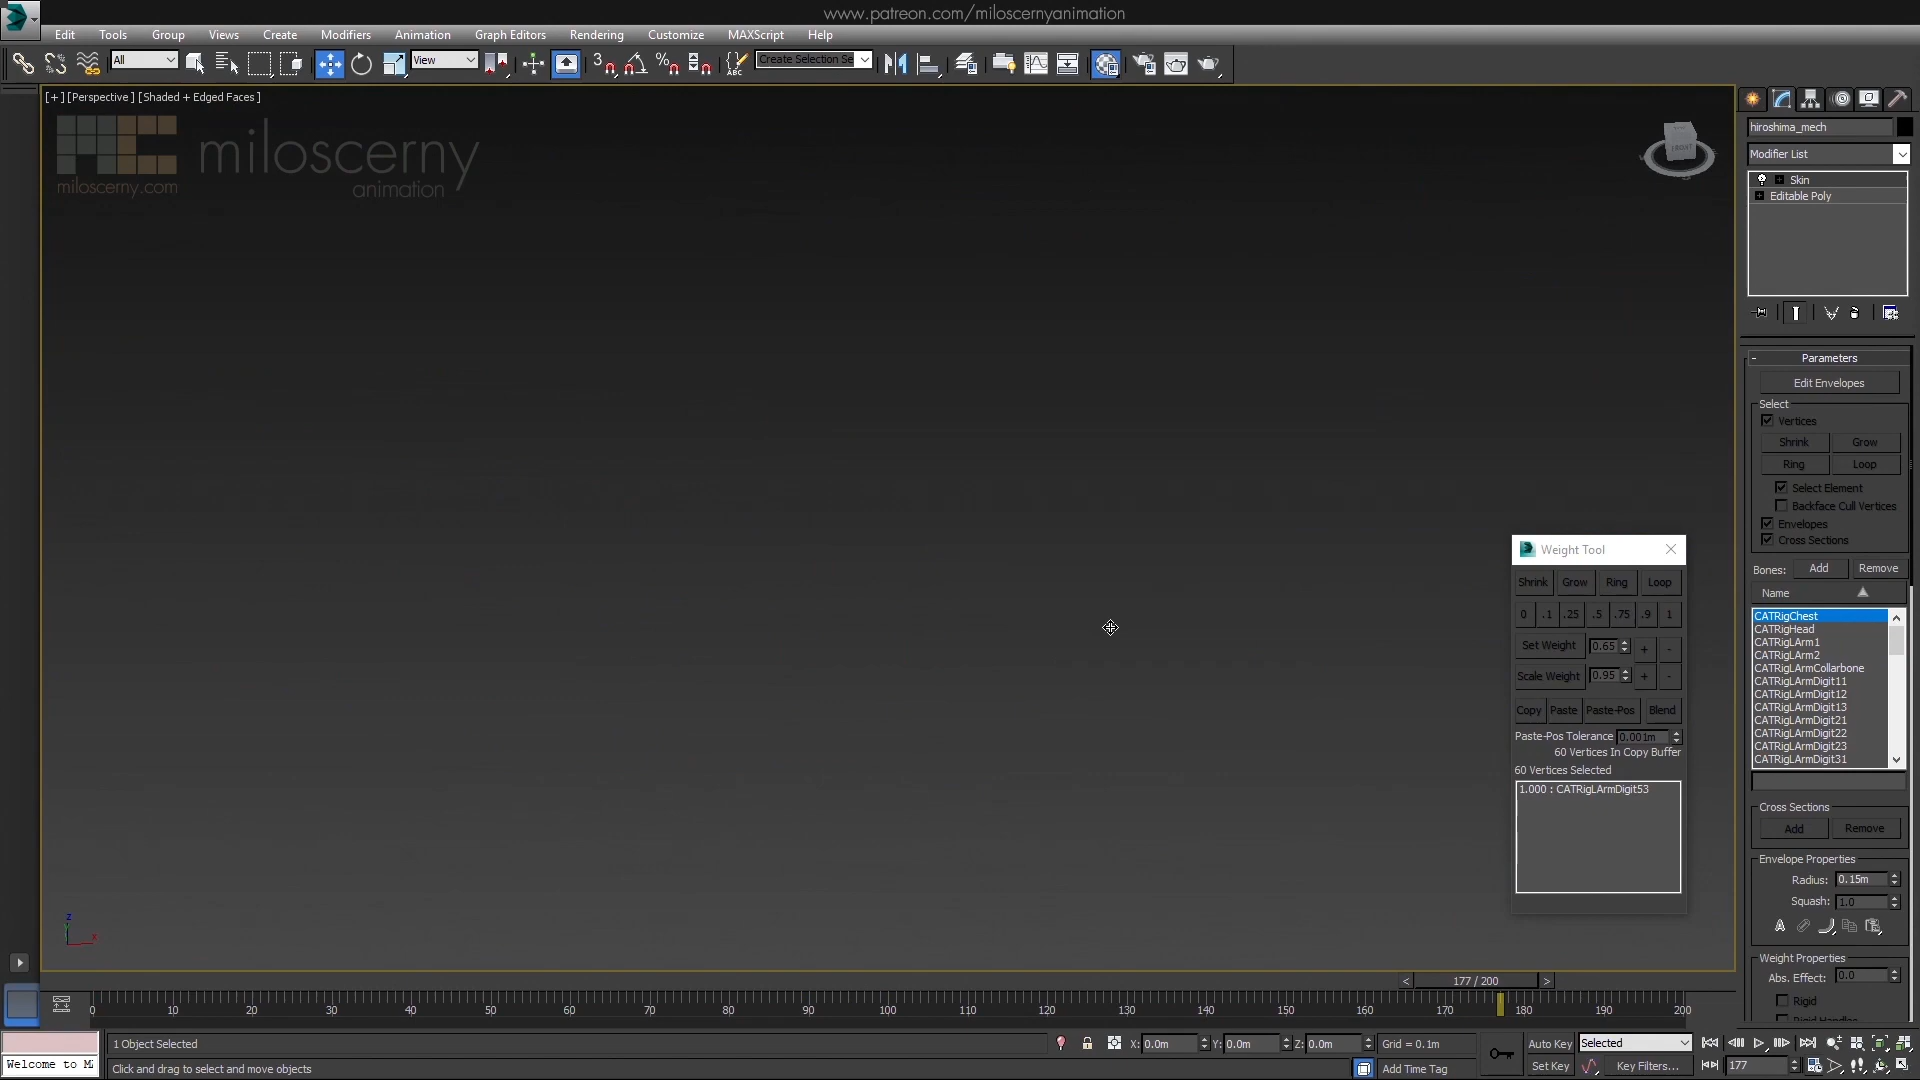 www.patreon.com/miloscernyanimation
Edit Tools Group Views Create Modifiers Animation Graph Editors Rendering Customize MAXScript Help
All View Create Selection Se
[+] [Perspective ] [Shaded + Edged Faces ]
miloscerny
animation
miloscerny.com
hiroshima_mech
Modifier List
Skin
Editable Poly
Parameters
Edit Envelopes
Select
Vertices
Shrink Grow
Ring Loop
Select Element
Backface Cull Vertices
Envelopes
Cross Sections
Bones: Add Remove
Name
CATRigChest
CATRigHead
CATRigLArm1
CATRigLArm2
CATRigLArmCollarbone
CATRigLArmDigit11
CATRigLArmDigit12
CATRigLArmDigit13
CATRigLArmDigit21
CATRigLArmDigit22
CATRigLArmDigit23
CATRigLArmDigit31
Cross Sections
Add Remove
Envelope Properties
Radius: 0.15m
Squash: 1.0
Weight Properties
Abs. Effect: 0.0
Rigid
Weight Tool
Shrink Grow Ring Loop
0 .1 .25 .5 .75 .9 1
Set Weight 0.65 + -
Scale Weight 0.95 + -
Copy Paste Paste-Pos Blend
Paste-Pos Tolerance 0.001m
60 Vertices In Copy Buffer
60 Vertices Selected
1.000 : CATRigLArmDigit53
z
x
< 177 / 200 >
0 10 20 30 40 50 60 70 80 90 100 110 120 130 140 150 160 170 180 190 200
1 Object Selected X: 0.0m Y: 0.0m Z: 0.0m Grid = 0.1m Auto Key Selected
Welcome to M Click and drag to select and move objects Add Time Tag Set Key Key Filters... 177